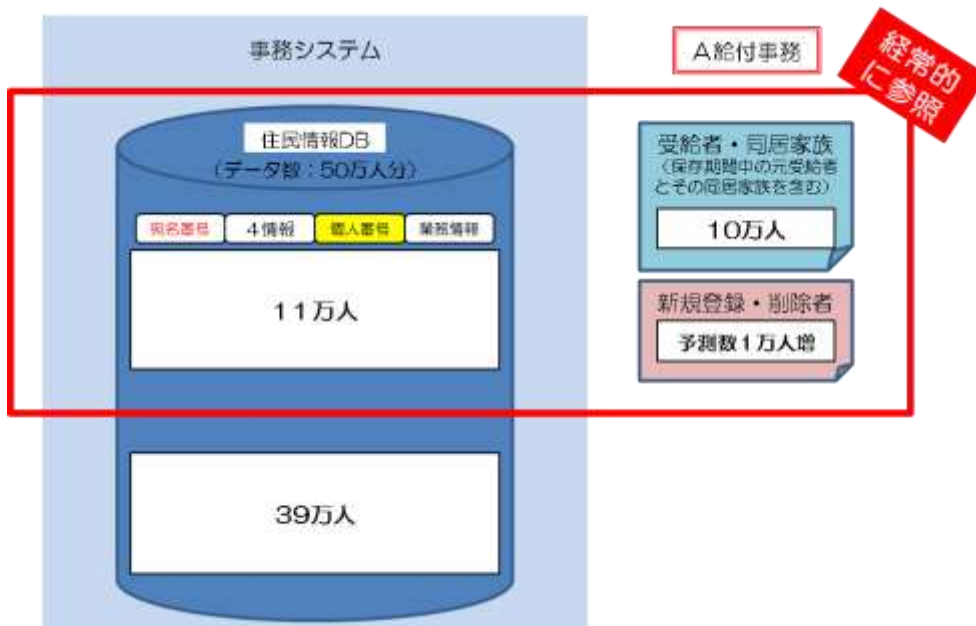 事務システム
A給付事務
経常的
に参照
住民情報DB
（データ数：50万人分）
宛名番号
4情報
個人番号
業務情報
11万人
39万人
受給者・同居家族
（保存期間中の元受給者
とその同居家族を含む）
10万人
新規登録・削除者
予測数1万人増